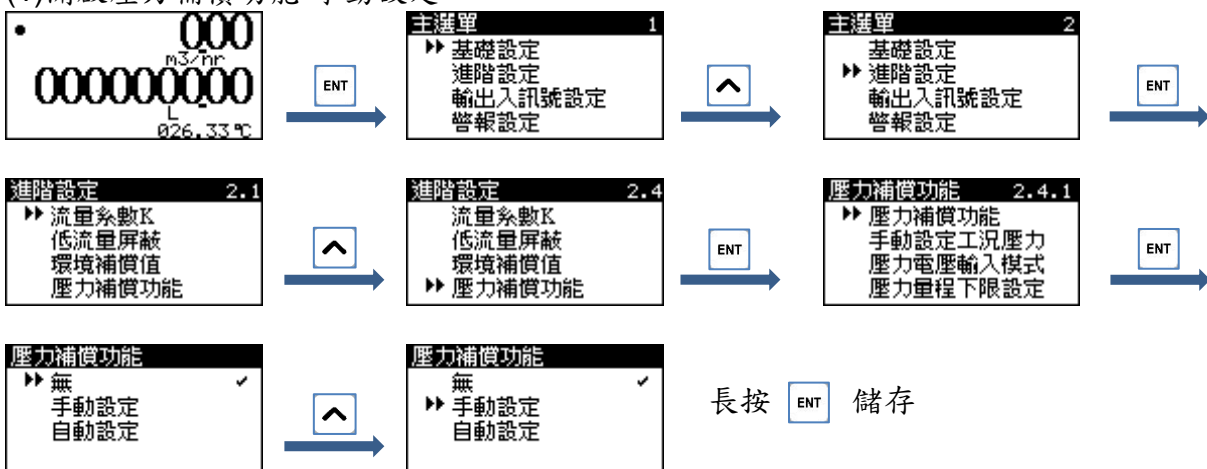 開啟壓力補償功能-手動設定
000
m3/hr
000000000
L
026.33℃
ENT
主選單 1
基礎設定
進階設定
輸出入訊號設定
警報設定
主選單 2
基礎設定
進階設定
輸出入訊號設定
警報設定
ENT
進階設定 2.1
流量系數K
低流量屏蔽
環境補償值
壓力補償功能
進階設定 2.4
流量系數K
低流量屏蔽
環境補償值
壓力補償功能
ENT
壓力補償功能 2.4.1
壓力補償功能
手動設定工況壓力
壓力電壓輸入模式
壓力量程下限設定
ENT
壓力補償功能
無
手動設定
自動設定
壓力補償功能
無
手動設定
自動設定
長按 ENT 儲存